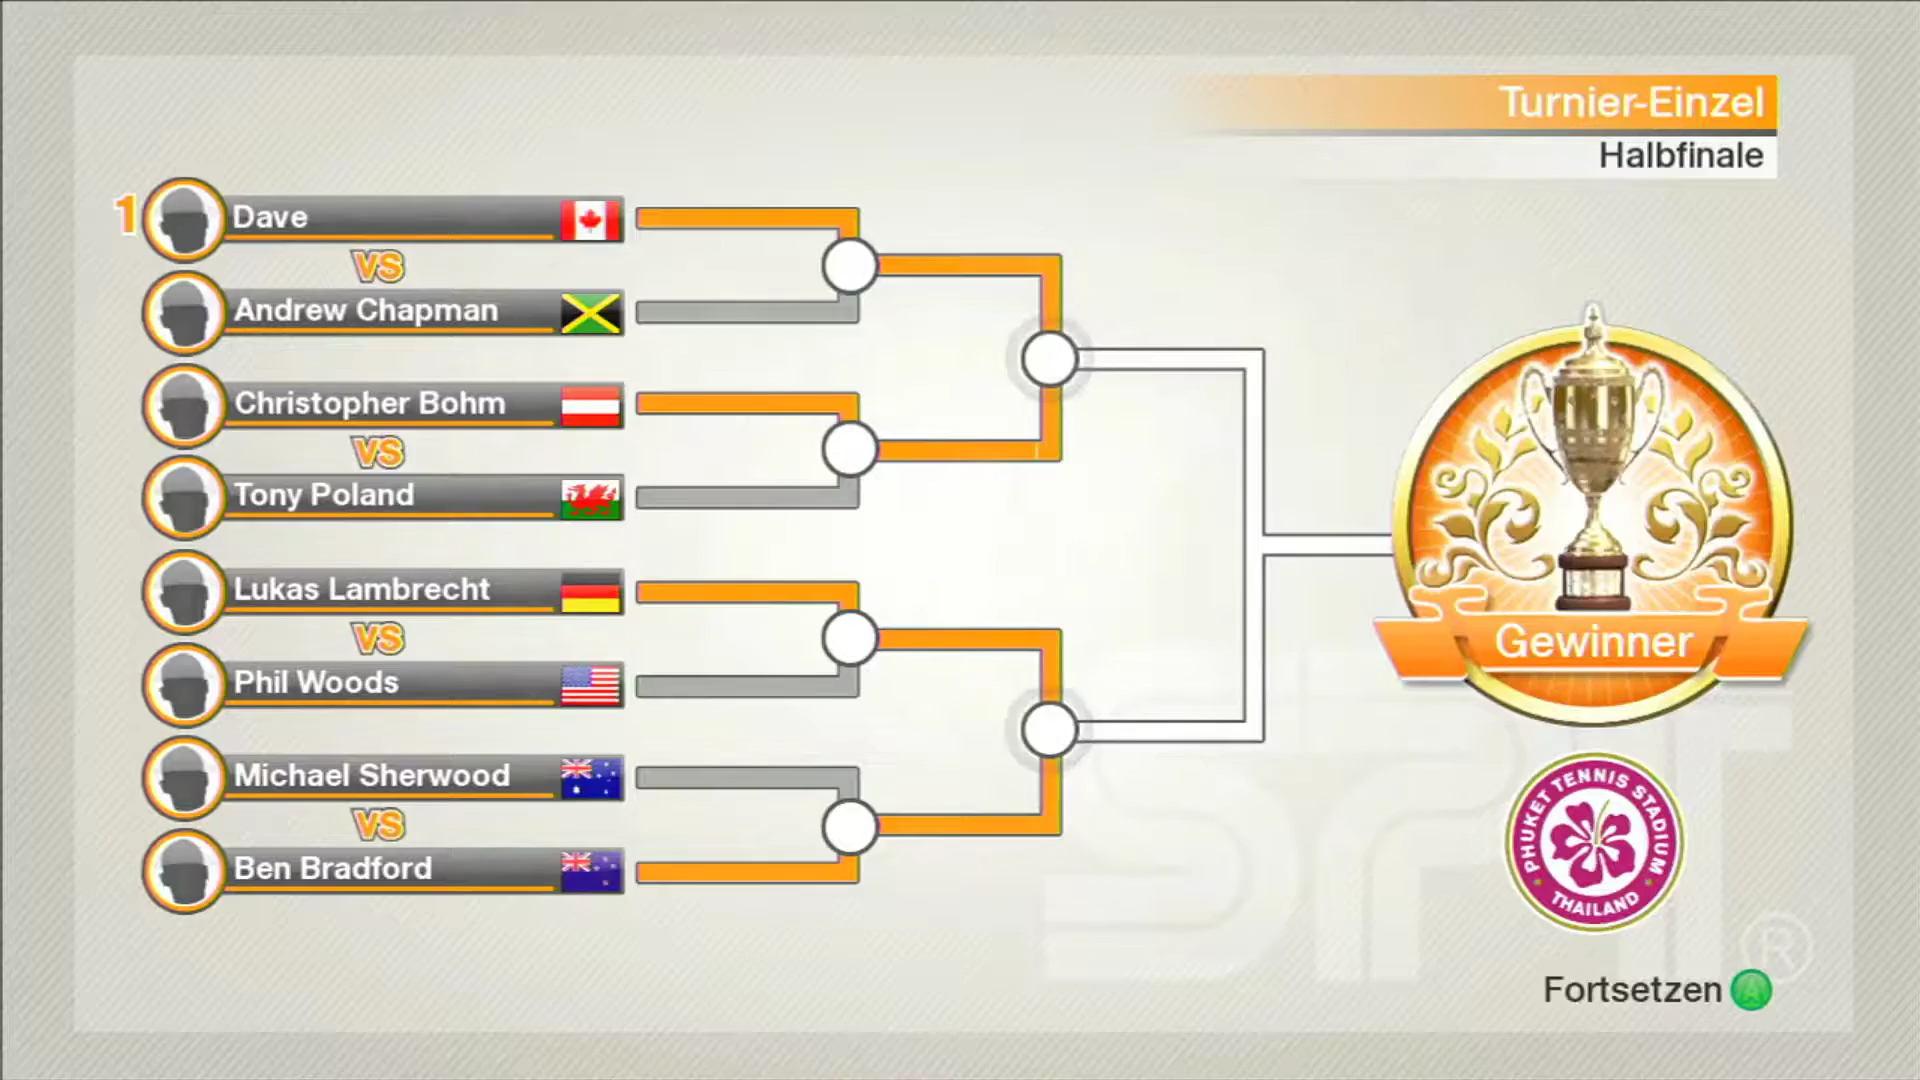 Turnier-Einzel
Halbfinale
1
Dave
VS
Andrew Chapman
Christopher Bohm
VS
Tony Poland
Lukas Lambrecht
VS
Phil Woods
Michael Sherwood
VS
Ben Bradford
Gewinner
PHUKET TENNIS STADIUM
THAILAND
SPT
®
Fortsetzen A